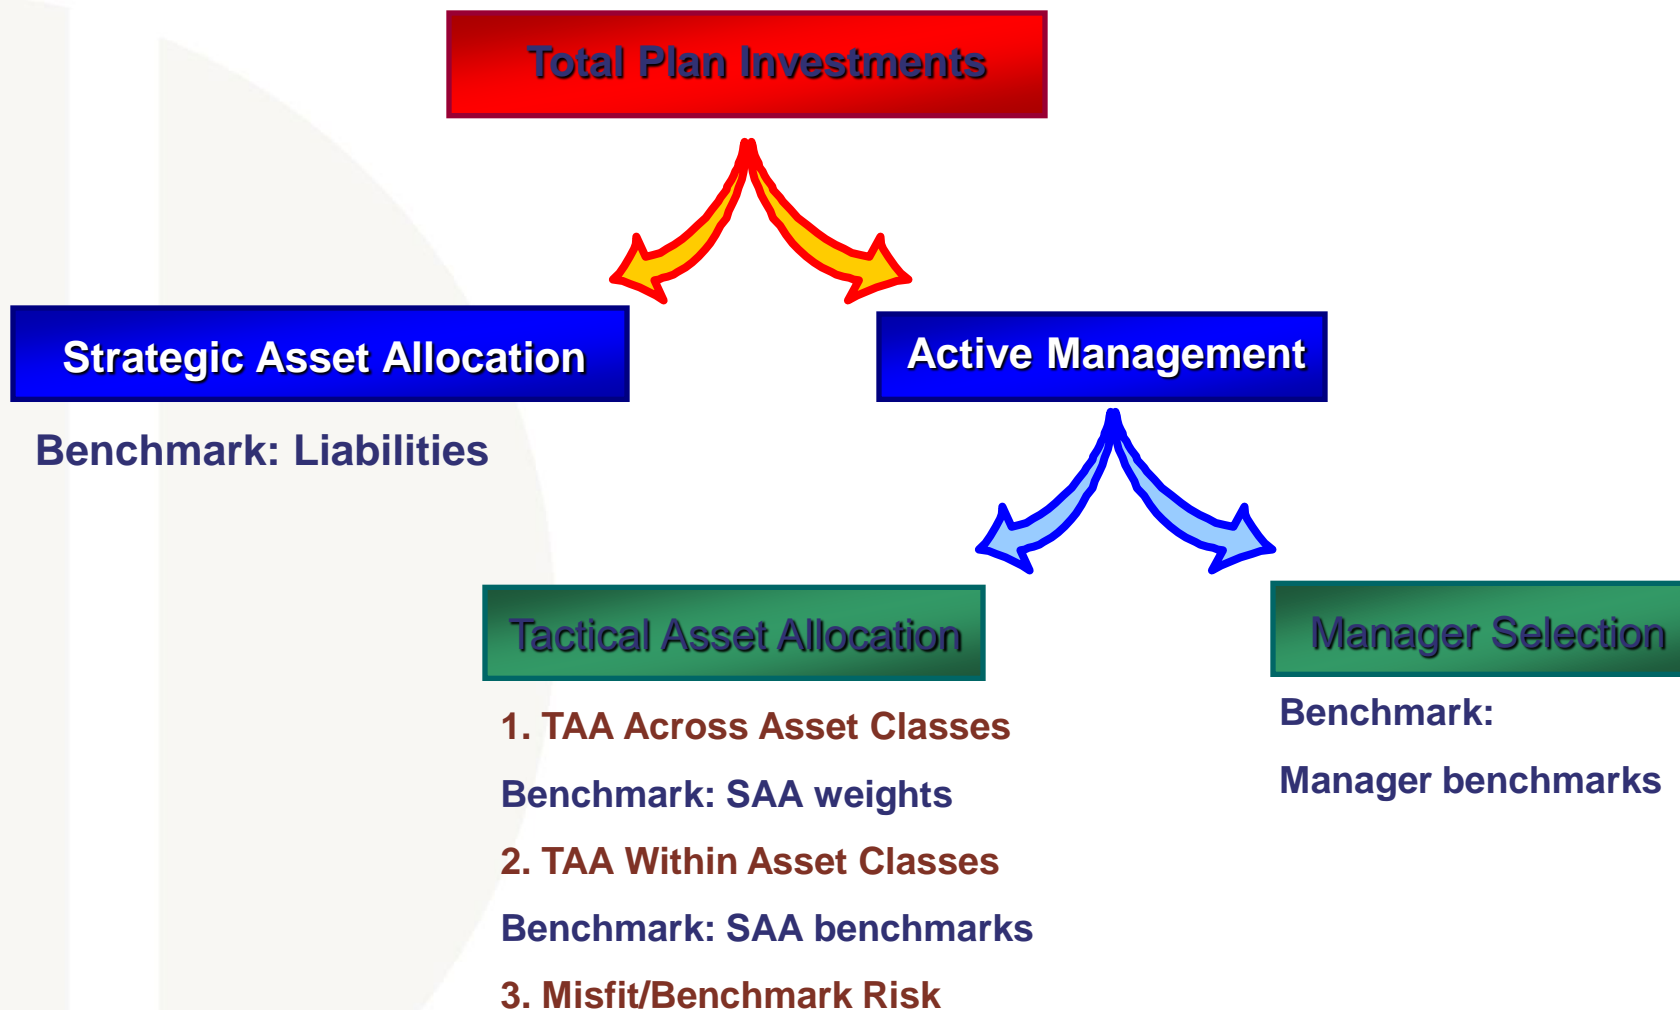 Total Plan Investments
Strategic Asset Allocation
Benchmark: Liabilities
Active Management
Tactical Asset Allocation
1. TAA Across Asset Classes
Benchmark: SAA weights
2. TAA Within Asset Classes
Benchmark: SAA benchmarks
3. Misfit/Benchmark Risk
Manager Selection
Benchmark:
Manager benchmarks